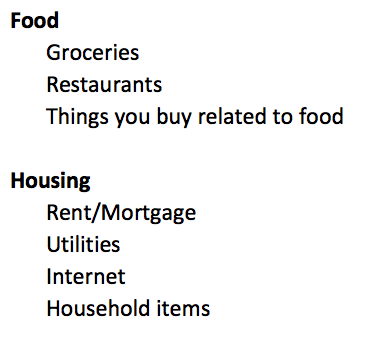 Food
Groceries
Restaurants
Things you buy related to food
Housing
Rent/Mortgage
Utilities
Internet
Household items